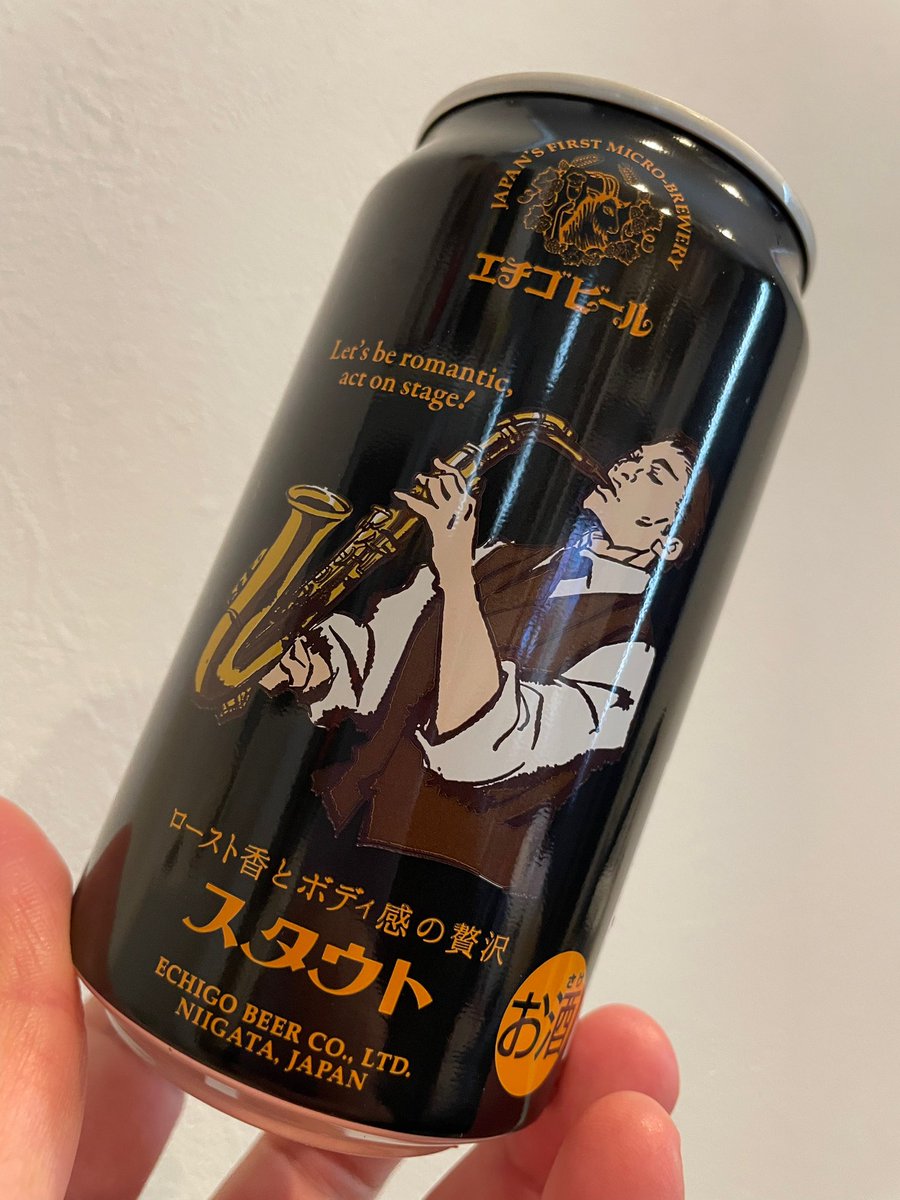 JAPAN'S FIRST MICRO-BREWERY
エチゴビール
Let's be romantic,
act on stage!
ロースト香とボディ感の贅沢
スタウト
ECHIGO BEER CO., LTD.
NIIGATA, JAPAN
さけ
お酒